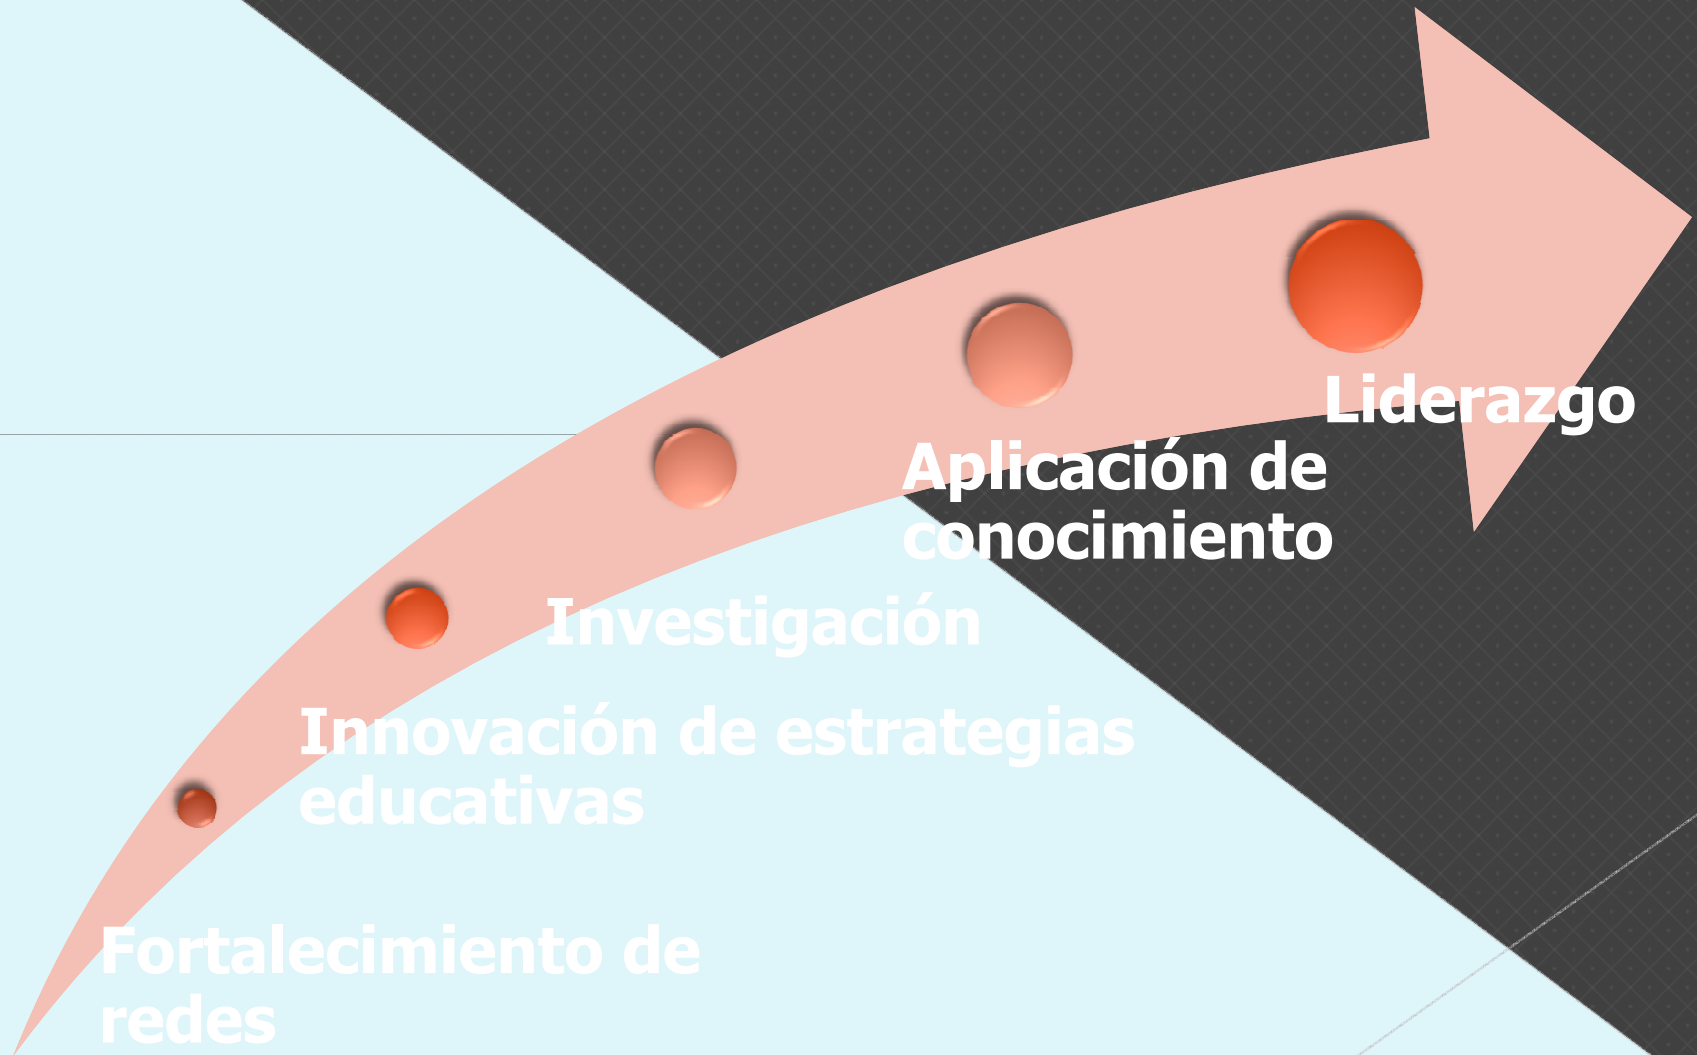 Liderazgo
Aplicación de
conocimiento
Investigación
Innovación de estrategias
educativas
Fortalecimiento de
redes